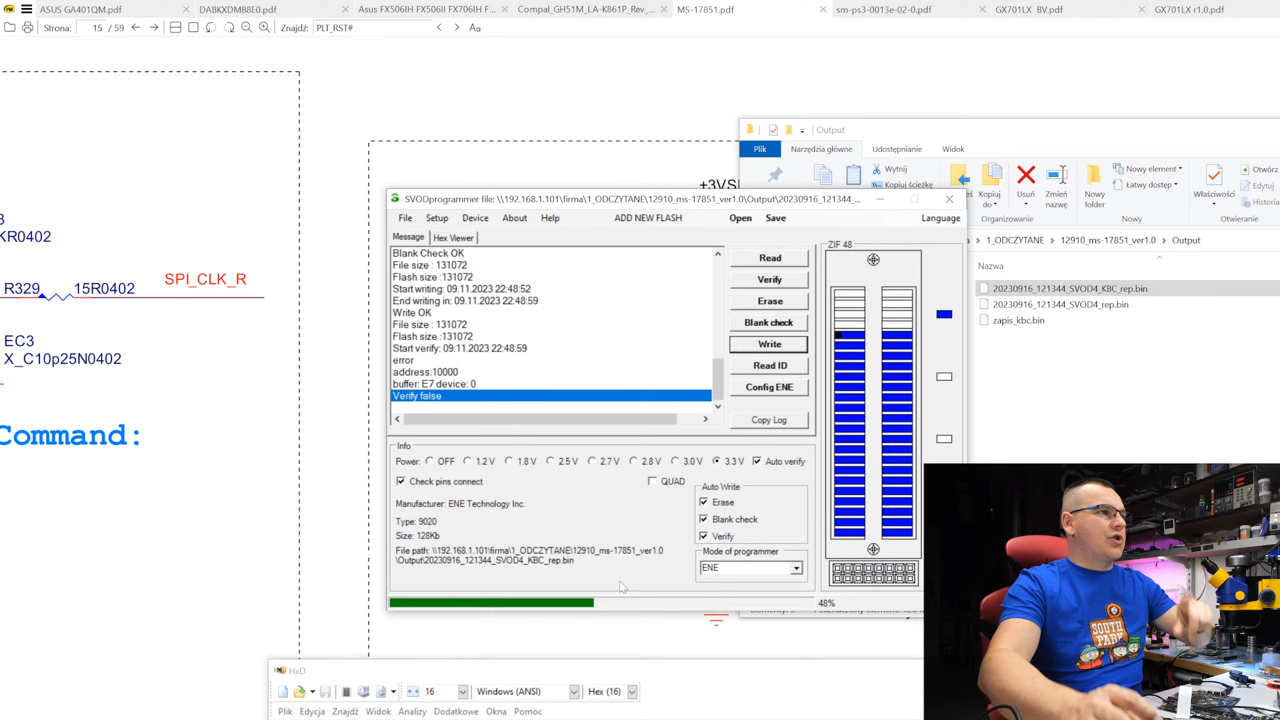 ASUS GA401QM.pdf
DABKXDMB8E0.pdf
Asus FX506IH FX506II FX706IH F...
Compal_GH51M_LA-K861P_Rev_...
MS-17851.pdf
sm-ps3-0013e-02-0.pdf
GX701LX BV.pdf
GX701LX r1.0.pdf
Strona: 15 / 59
Znajdź: PLT_RST#
KR0402
R329
15R0402
SPI_CLK_R
EC3
X_C10p25N0402
Command:
+3VS
Output
Plik
Narzędzia główne
Udostępnianie
Widok
Wytnij
Kopiuj ścieżkę
Kopiuj do
Usuń
Zmień nazwę
Nowy folder
Nowy element
Łatwy dostęp
Właściwości
Otwórz
Edytuj
Historia
Organizowanie
Nowy
Otwieranie
1_ODCZYTANE
12910_ms-17851_ver1.0
Output
Nazwa
20230916_121344_SVOD4_KBC_rep.bin
20230916_121344_SVOD4_rep.bin
zapis_kbc.bin
SVODprogrammer file: \\192.168.1.101\firma\1_ODCZYTANE\12910_ms-17851_ver1.0\Output\20230916_121344_...
File
Setup
Device
About
Help
ADD NEW FLASH
Open
Save
Language
Message
Hex Viewer
Blank Check OK
File size : 131072
Flash size :131072
Start writing: 09.11.2023 22:48:52
End writing in: 09.11.2023 22:48:59
Write OK
File size : 131072
Flash size :131072
Start verify: 09.11.2023 22:48:59
error
address:10000
buffer: E7 device: 0
Verify false
Read
Verify
Erase
Blank check
Write
Read ID
Config ENE
Copy Log
ZIF 48
Info
Power:
OFF
1.2 V
1.8 V
2.5 V
2.7 V
2.8 V
3.0 V
3.3 V
Auto verify
Check pins connect
QUAD
Manufacturer: ENE Technology Inc.
Type: 9020
Size: 128Kb
File path: \\192.168.1.101\firma\1_ODCZYTANE\12910_ms-17851_ver1.0
\Output\20230916_121344_SVOD4_KBC_rep.bin
Auto Write
Erase
Blank check
Verify
Mode of programmer
ENE
48%
HxD
16
Windows (ANSI)
Hex (16)
Plik
Edycja
Znajdź
Widok
Analizy
Dodatkowe
Okna
Pomoc
SOUTH
PARK